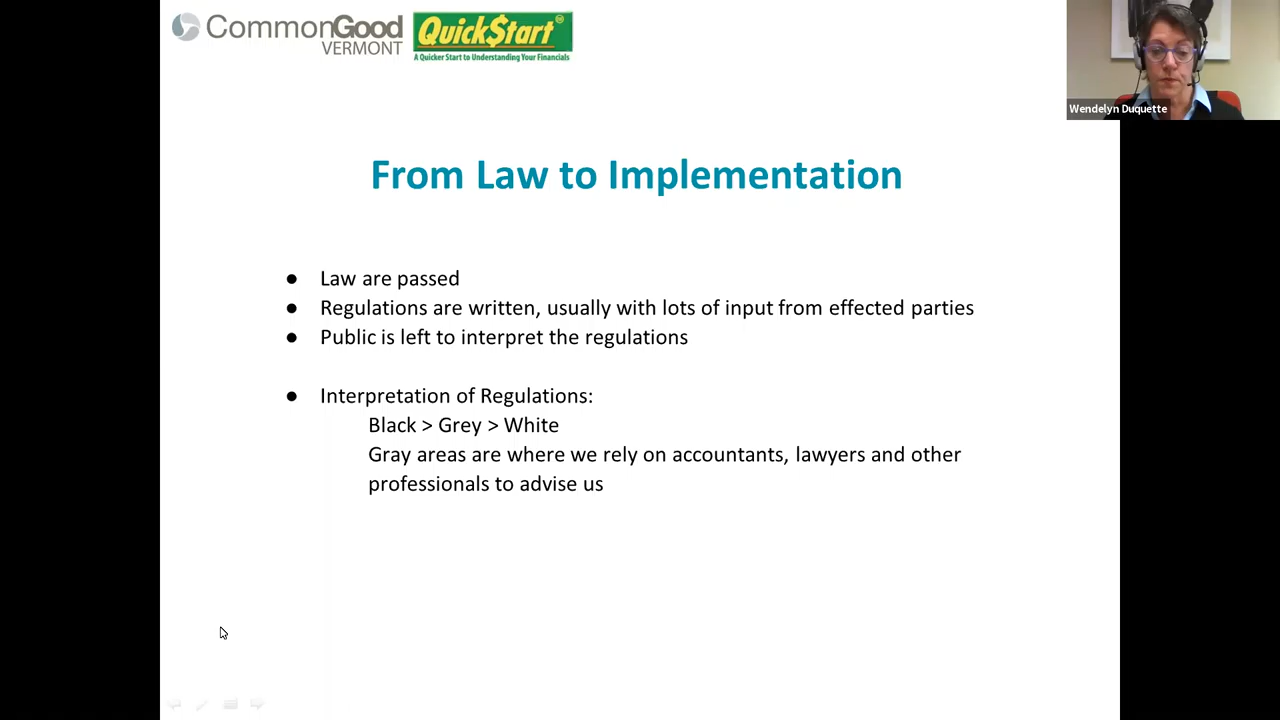 CommonGood
VERMONT
Quick$tart
A Quicker Start to Understanding Your Financials
Wendelyn Duquette
From Law to Implementation
● Law are passed
● Regulations are written, usually with lots of input from effected parties
● Public is left to interpret the regulations
● Interpretation of Regulations:
Black > Grey > White
Gray areas are where we rely on accountants, lawyers and other
professionals to advise us